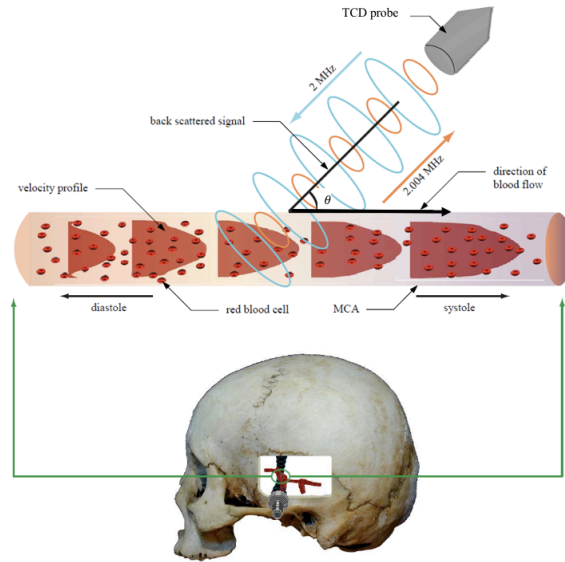 TCD probe
2 MHz
back scattered signal
2.004 MHz
direction of
blood flow
velocity profile
θ
diastole
red blood cell
MCA
systole